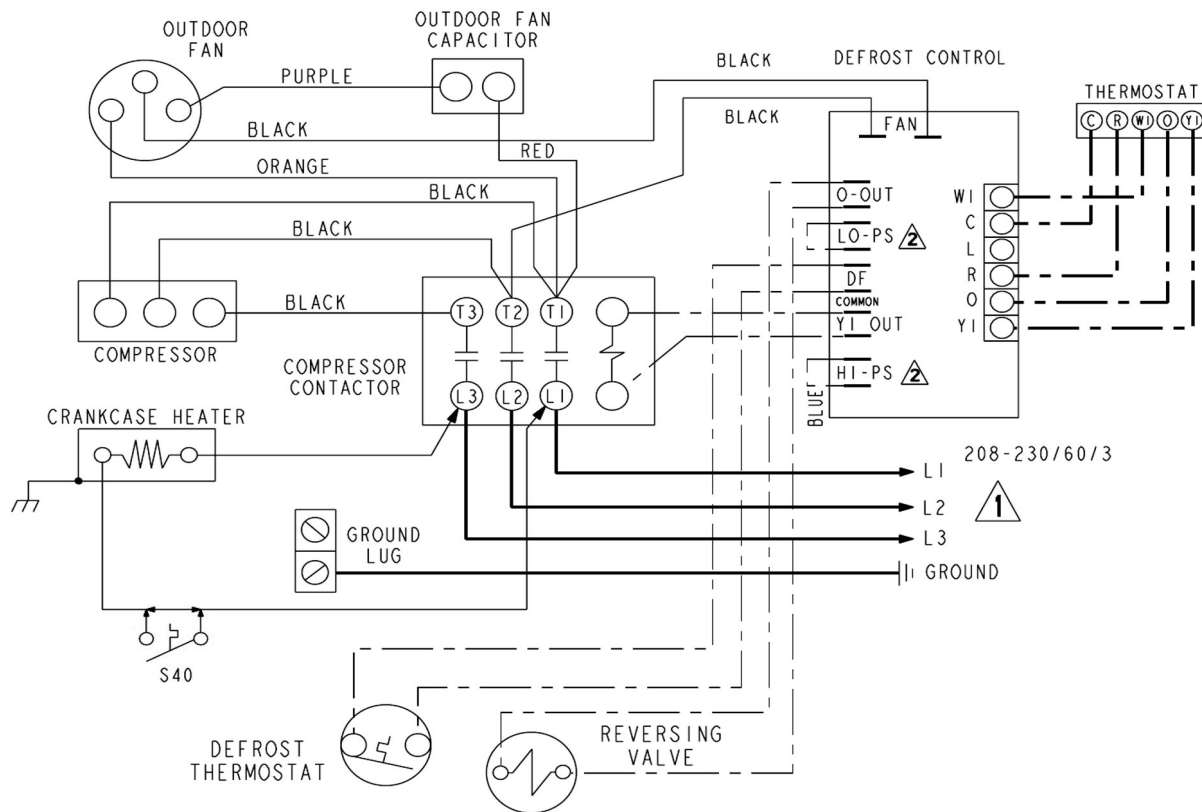 OUTDOOR
FAN
OUTDOOR FAN
CAPACITOR
PURPLE
BLACK
ORANGE
RED
BLACK
BLACK
BLACK
BLACK
BLACK
DEFROST CONTROL
THERMOSTAT
C R W1 O Y1
FAN
O-OUT
LO-PS 2
DF
COMMON
Y1 OUT
HI-PS 2
BLUE
W1
C
L
R
O
Y1
COMPRESSOR
COMPRESSOR
CONTACTOR
T3 T2 T1
L3 L2 L1
CRANKCASE HEATER
208-230/60/3
L1
L2
L3
1
GROUND
LUG
GROUND
S40
DEFROST
THERMOSTAT
REVERSING
VALVE